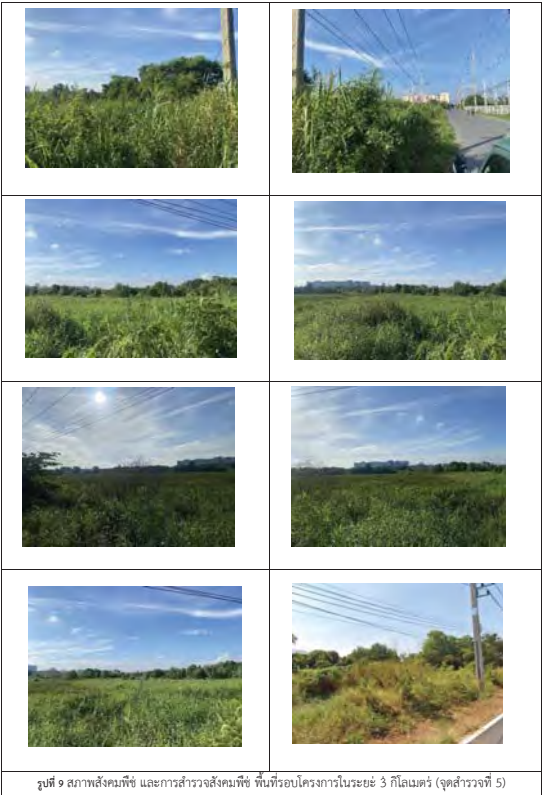 รูปที่ 9 สภาพสังคมพืช และการสำรวจสังคมพืช พื้นที่รอบโครงการในระยะ 3 กิโลเมตร (จุดสำรวจที่ 5)